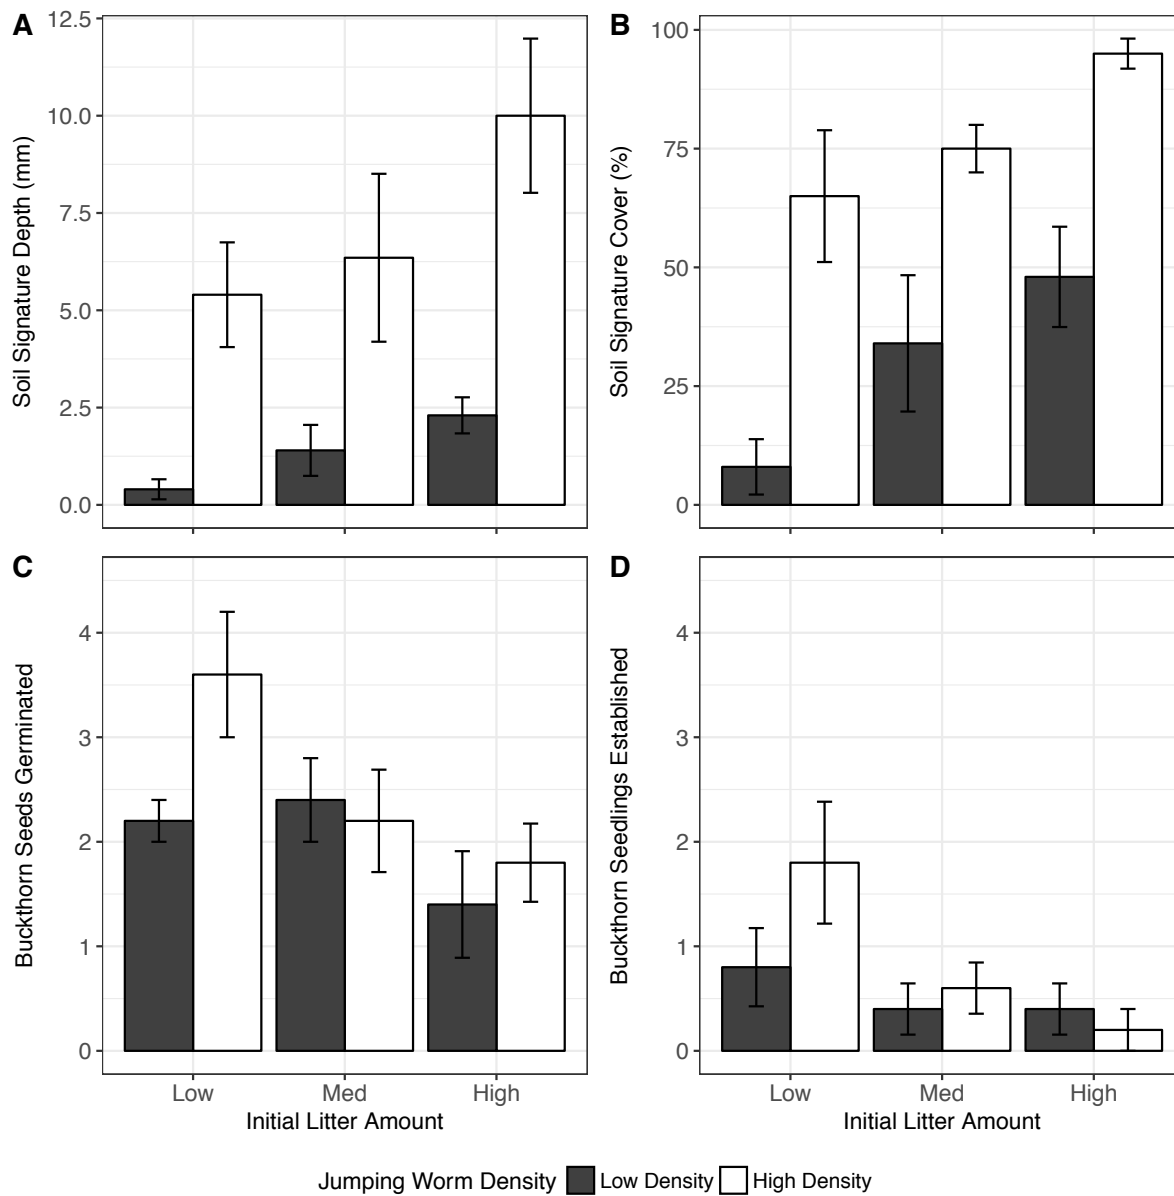 A
Soil Signature Depth (mm)
12.5
10.0
7.5
5.0
2.5
0.0
B
Soil Signature Cover (%)
100
75
50
25
0
C
Buckthorn Seeds Germinated
4
3
2
1
0
Low Med High
Initial Litter Amount
D
Buckthorn Seedlings Established
4
3
2
1
0
Low Med High
Initial Litter Amount
Jumping Worm Density Low Density High Density